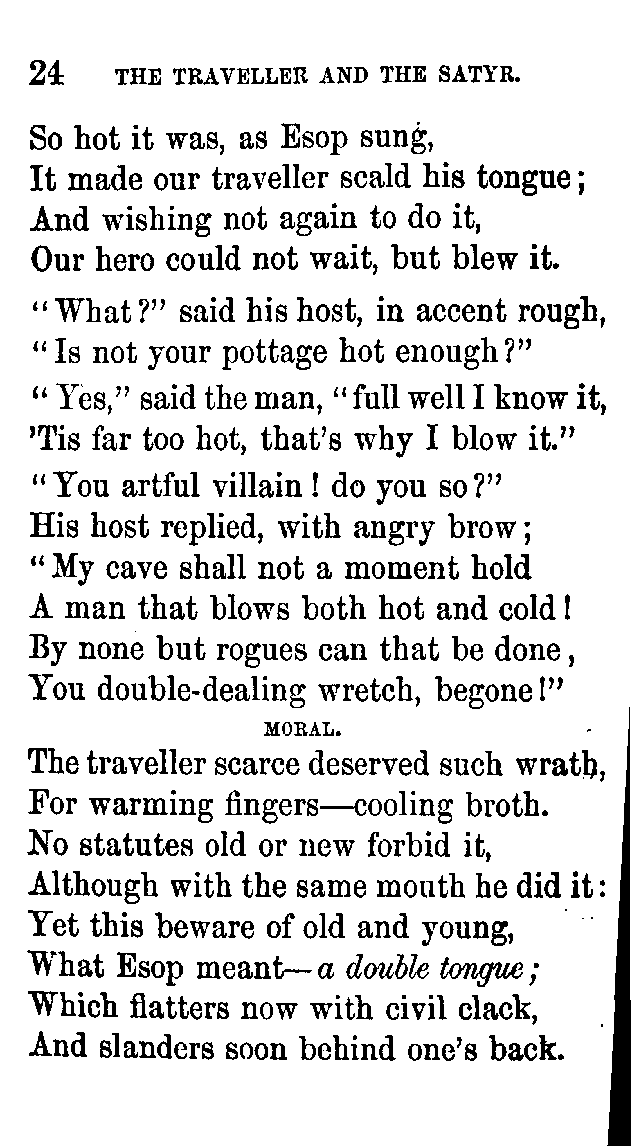 24 THE TRAVELLER AND THE SATYR.
So hot it was, as Esop sung,
It made our traveller scald his tongue;
And wishing not again to do it,
Our hero could not wait, but blew it.
"What?" said his host, in accent rough,
"Is not your pottage hot enough?"
"Yes," said the man, "full well I know it,
'Tis far too hot, that's why I blow it."
"You artful villain! do you so?"
His host replied, with angry brow;
"My cave shall not a moment hold
A man that blows both hot and cold!
By none but rogues can that be done,
You double-dealing wretch, begone!"
MORAL.
The traveller scarce deserved such wrath,
For warming fingers—cooling broth.
No statutes old or new forbid it,
Although with the same mouth he did it:
Yet this beware of old and young,
What Esop meant—a double tongue;
Which flatters now with civil clack,
And slanders soon behind one's back.